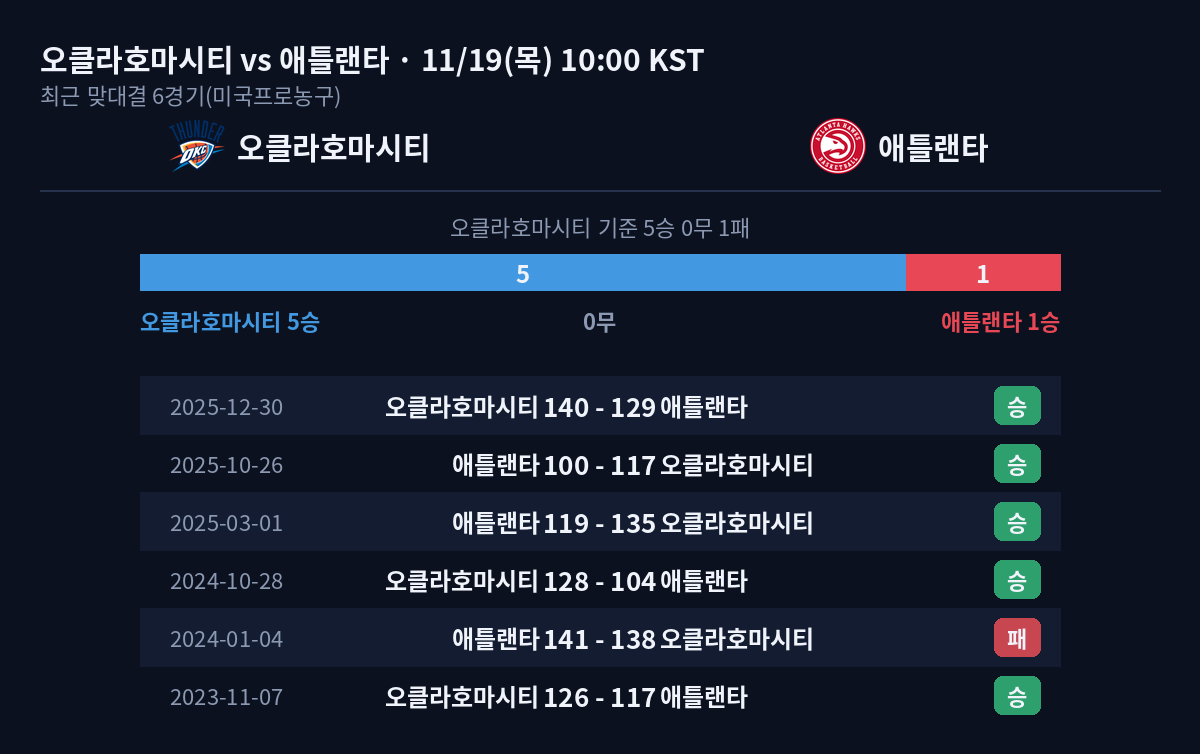 오클라호마시티 vs 애틀랜타 · 11/19(목) 10:00 KST
최근 맞대결 6경기(미국프로농구)
THUNDER OKC 오클라호마시티 ATLANTA HAWKS BASKETBALL 애틀랜타
오클라호마시티 기준 5승 0무 1패
5 1
오클라호마시티 5승 0무 애틀랜타 1승
2025-12-30 오클라호마시티 140 - 129 애틀랜타 승
2025-10-26 애틀랜타 100 - 117 오클라호마시티 승
2025-03-01 애틀랜타 119 - 135 오클라호마시티 승
2024-10-28 오클라호마시티 128 - 104 애틀랜타 승
2024-01-04 애틀랜타 141 - 138 오클라호마시티 패
2023-11-07 오클라호마시티 126 - 117 애틀랜타 승